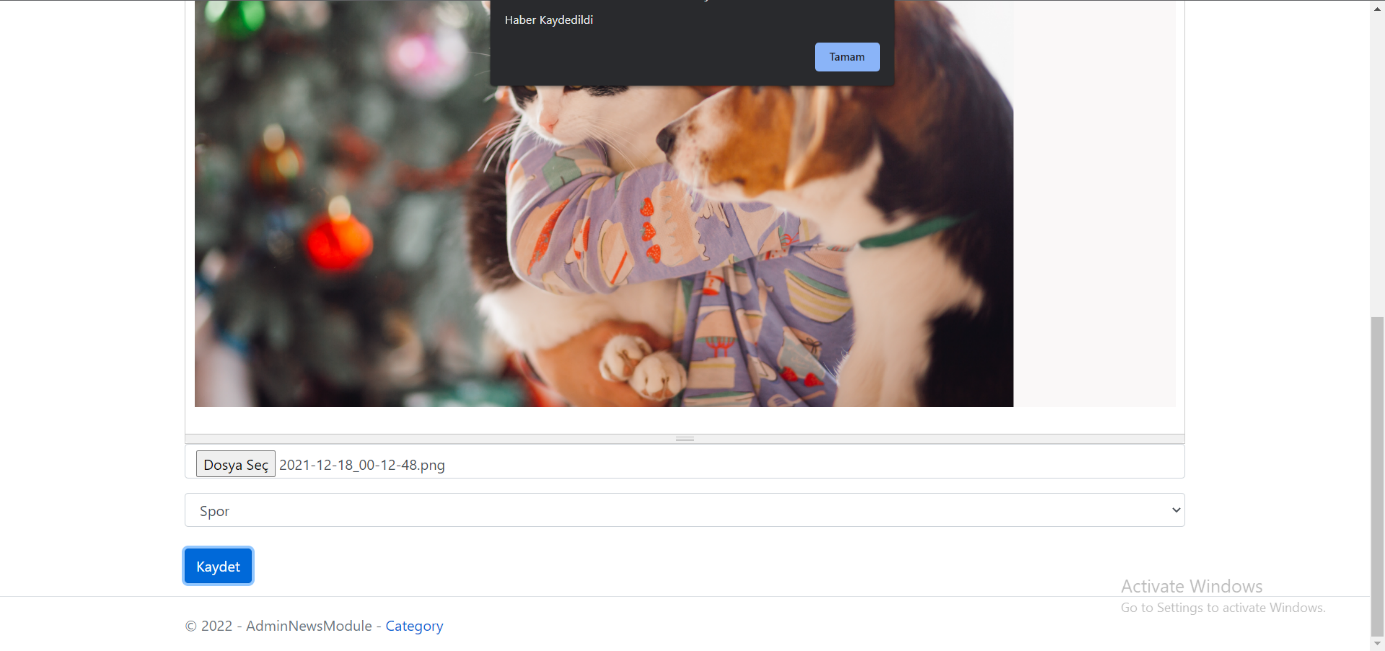 Haber Kaydedildi
Tamam
Dosya Seç 2021-12-18_00-12-48.png
Spor
Kaydet
Activate Windows
Go to Settings to activate Windows.
© 2022 - AdminNewsModule - Category